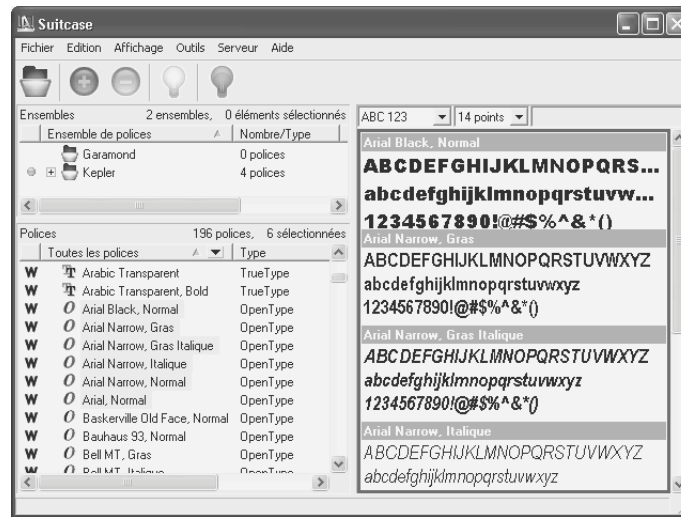 Suitcase
Fichier Edition Affichage Outils Serveur Aide
Ensembles 2 ensembles, 0 éléments sélectionnés
Ensemble de polices Nombre/Type
Garamond 0 polices
Kepler 4 polices
Polices 196 polices, 6 sélectionnées
Toutes les polices Type
W Arabic Transparent TrueType
W Arabic Transparent, Bold TrueType
W O Arial Black, Normal OpenType
W O Arial Narrow, Gras OpenType
W O Arial Narrow, Gras Italique OpenType
W O Arial Narrow, Italique OpenType
W O Arial Narrow, Normal OpenType
W O Arial, Normal OpenType
W O Baskerville Old Face, Normal OpenType
W O Bauhaus 93, Normal OpenType
W O Bell MT, Gras OpenType
W O Bell MT, Italique OpenType
ABC 123 14 points
Arial Black, Normal
ABCDEFGHIJKLMNOPQRS...
abcdefghijklmnopqrstuvw...
1234567890!@#$%^&*()
Arial Narrow, Gras
ABCDEFGHIJKLMNOPQRSTUVWXYZ
abcdefghijklmnopqrstuvwxyz
1234567890!@#$%^&*()
Arial Narrow, Gras Italique
ABCDEFGHIJKLMNOPQRSTUVWXYZ
abcdefghijklmnopqrstuvwxyz
1234567890!@#$%^&*()
Arial Narrow, Italique
ABCDEFGHIJKLMNOPQRSTUVWXYZ
abcdefghijklmnopqrstuvwxyz